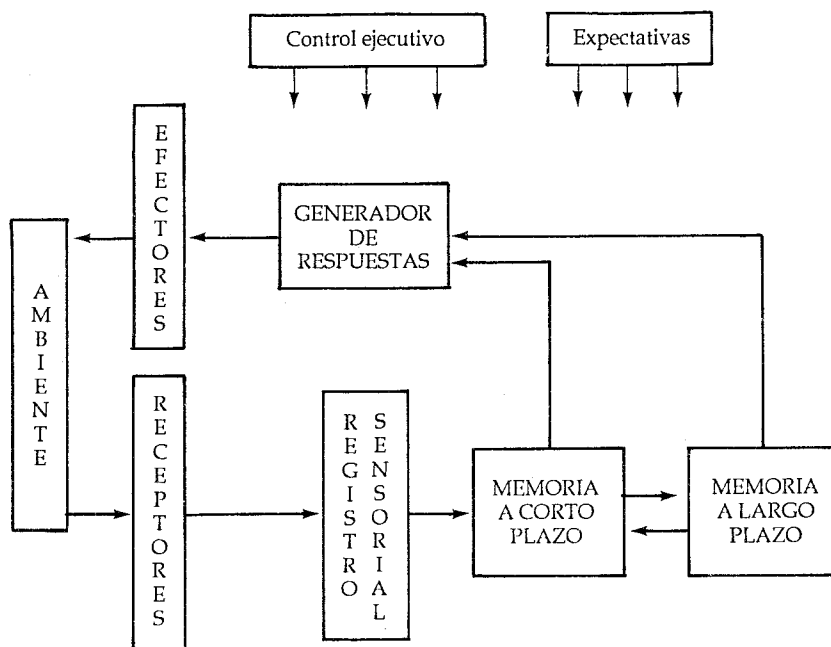 Control ejecutivo
Expectativas
EFECTORES
GENERADOR
DE
RESPUESTAS
AMBIENTE
RECEPTORES
REGISTRO
SENSORIAL
MEMORIA
A CORTO
PLAZO
MEMORIA
A LARGO
PLAZO